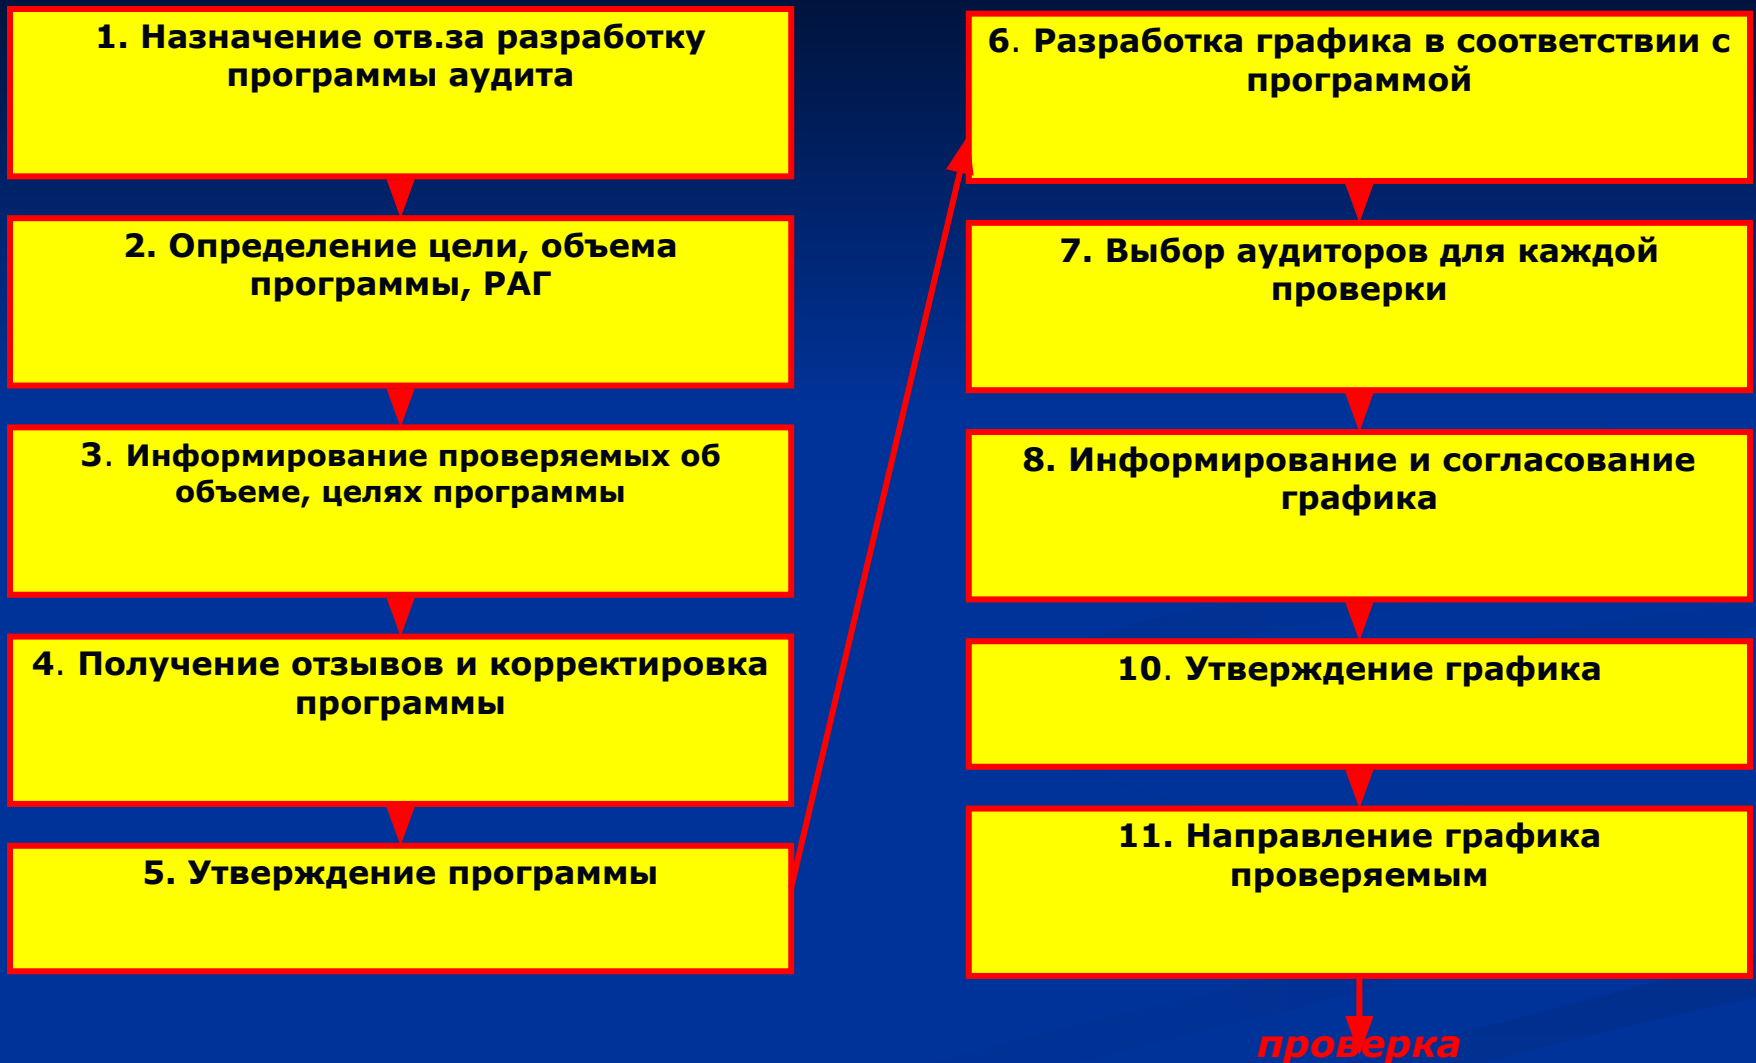 1. Назначение отв.за разработку
программы аудита
2. Определение цели, объема
программы, РАГ
3. Информирование проверяемых об
объеме, целях программы
4. Получение отзывов и корректировка
программы
5. Утверждение программы
6. Разработка графика в соответствии с
программой
7. Выбор аудиторов для каждой
проверки
8. Информирование и согласование
графика
10. Утверждение графика
11. Направление графика
проверяемым
проверка